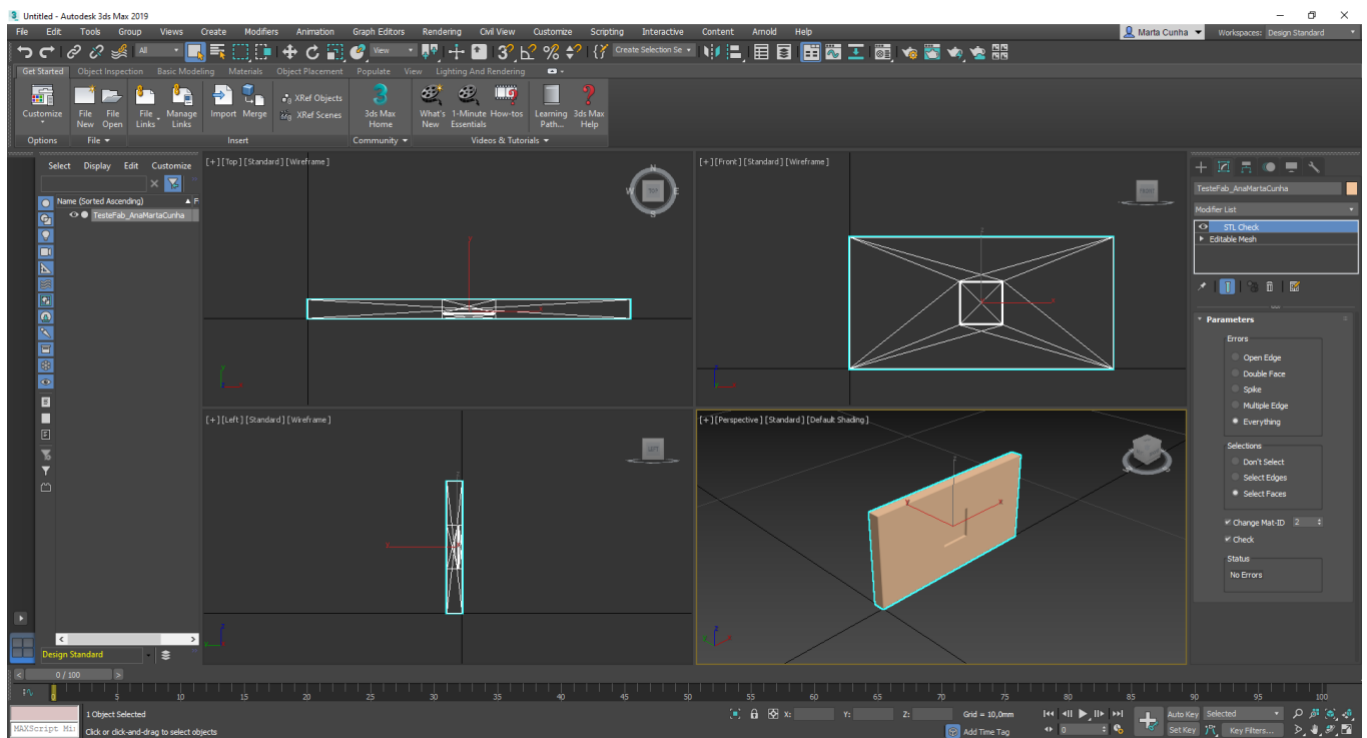 3 Untitled - Autodesk 3ds Max 2019
File Edit Tools Group Views Create Modifiers Animation Graph Editors Rendering Civil View Customize Scripting Interactive Content Arnold Help Marta Cunha Workspaces: Design Standard
All View Create Selection Se
Get Started Object Inspection Basic Modeling Materials Object Placement Populate View Lighting And Rendering
Customize File New File Open File Links Manage Links Import Merge XRef Objects XRef Scenes 3ds Max Home What's New 1-Minute Essentials How-tos Learning Path... 3ds Max Help
Options File Insert Community Videos & Tutorials
Select Display Edit Customize
Name (Sorted Ascending) F
TesteFab_AnaMartaCunha
[+] [Top] [Standard] [Wireframe]
N
W TOP E
S
[+] [Front] [Standard] [Wireframe]
[+] [Left] [Standard] [Wireframe]
[+] [Perspective] [Standard] [Default Shading]
TesteFab_AnaMartaCunha
Modifier List
STL Check
Editable Mesh
Parameters
Errors
Open Edge
Double Face
Spike
Multiple Edge
Everything
Selections
Don't Select
Select Edges
Select Faces
Change Mat-ID 2
Check
Status
No Errors
Design Standard
0 / 100
0 5 10 15 20 25 30 35 40 45 50 55 60 65 70 75 80 85 90 95 100
1 Object Selected X: Y: Z: Grid = 10,0mm Auto Key Selected
MAXScript Mi Click or click-and-drag to select objects Add Time Tag 0 Set Key Key Filters...